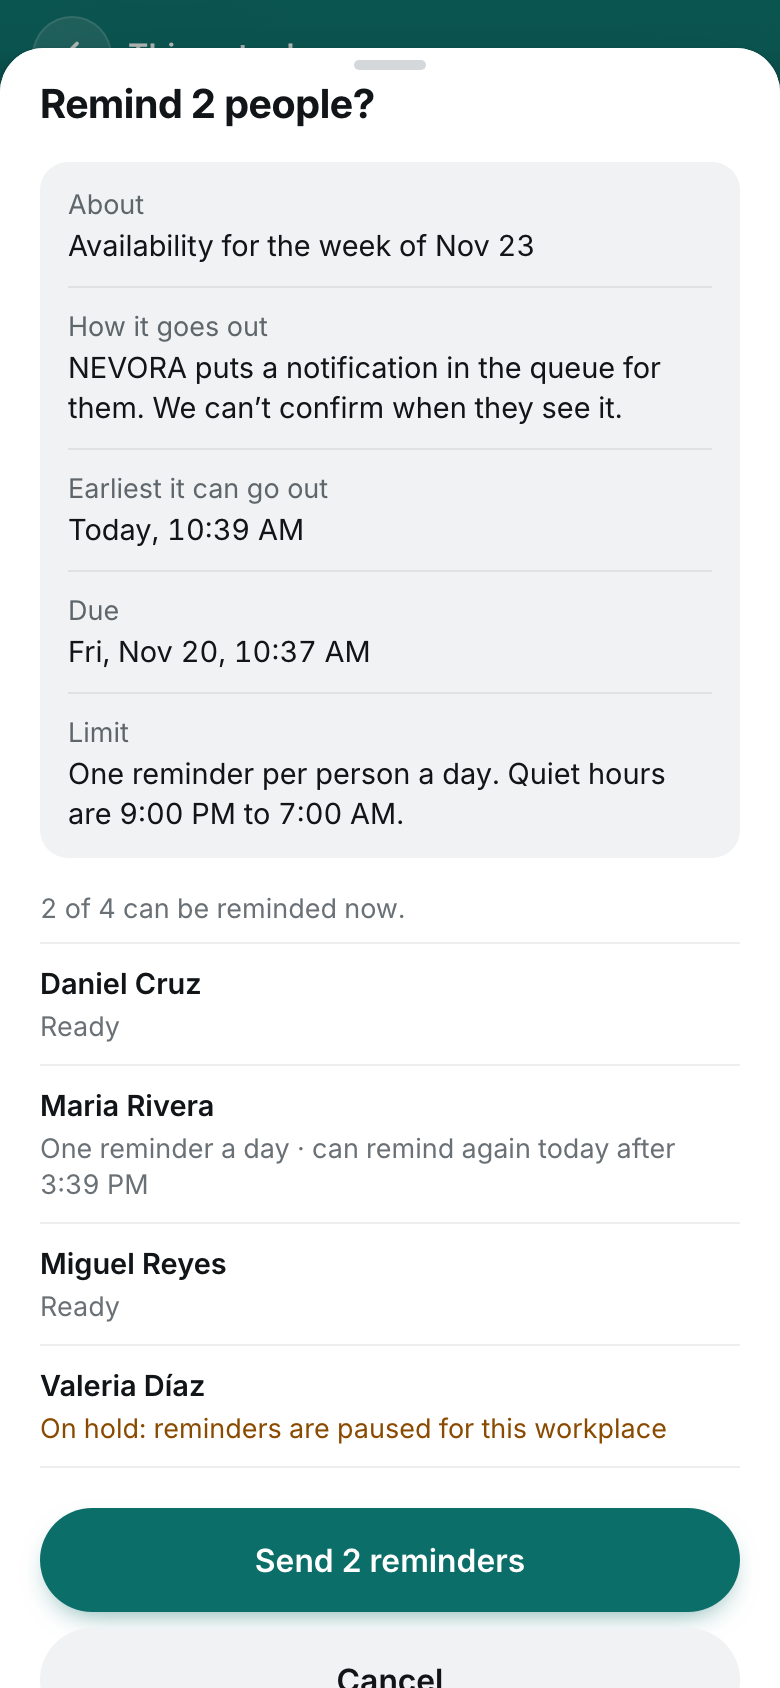 Remind 2 people?
About
Availability for the week of Nov 23
How it goes out
NEVORA puts a notification in the queue for
them. We can’t confirm when they see it.
Earliest it can go out
Today, 10:39 AM
Due
Fri, Nov 20, 10:37 AM
Limit
One reminder per person a day. Quiet hours
are 9:00 PM to 7:00 AM.
2 of 4 can be reminded now.
Daniel Cruz
Ready
Maria Rivera
One reminder a day · can remind again today after
3:39 PM
Miguel Reyes
Ready
Valeria Díaz
On hold: reminders are paused for this workplace
Send 2 reminders
Cancel